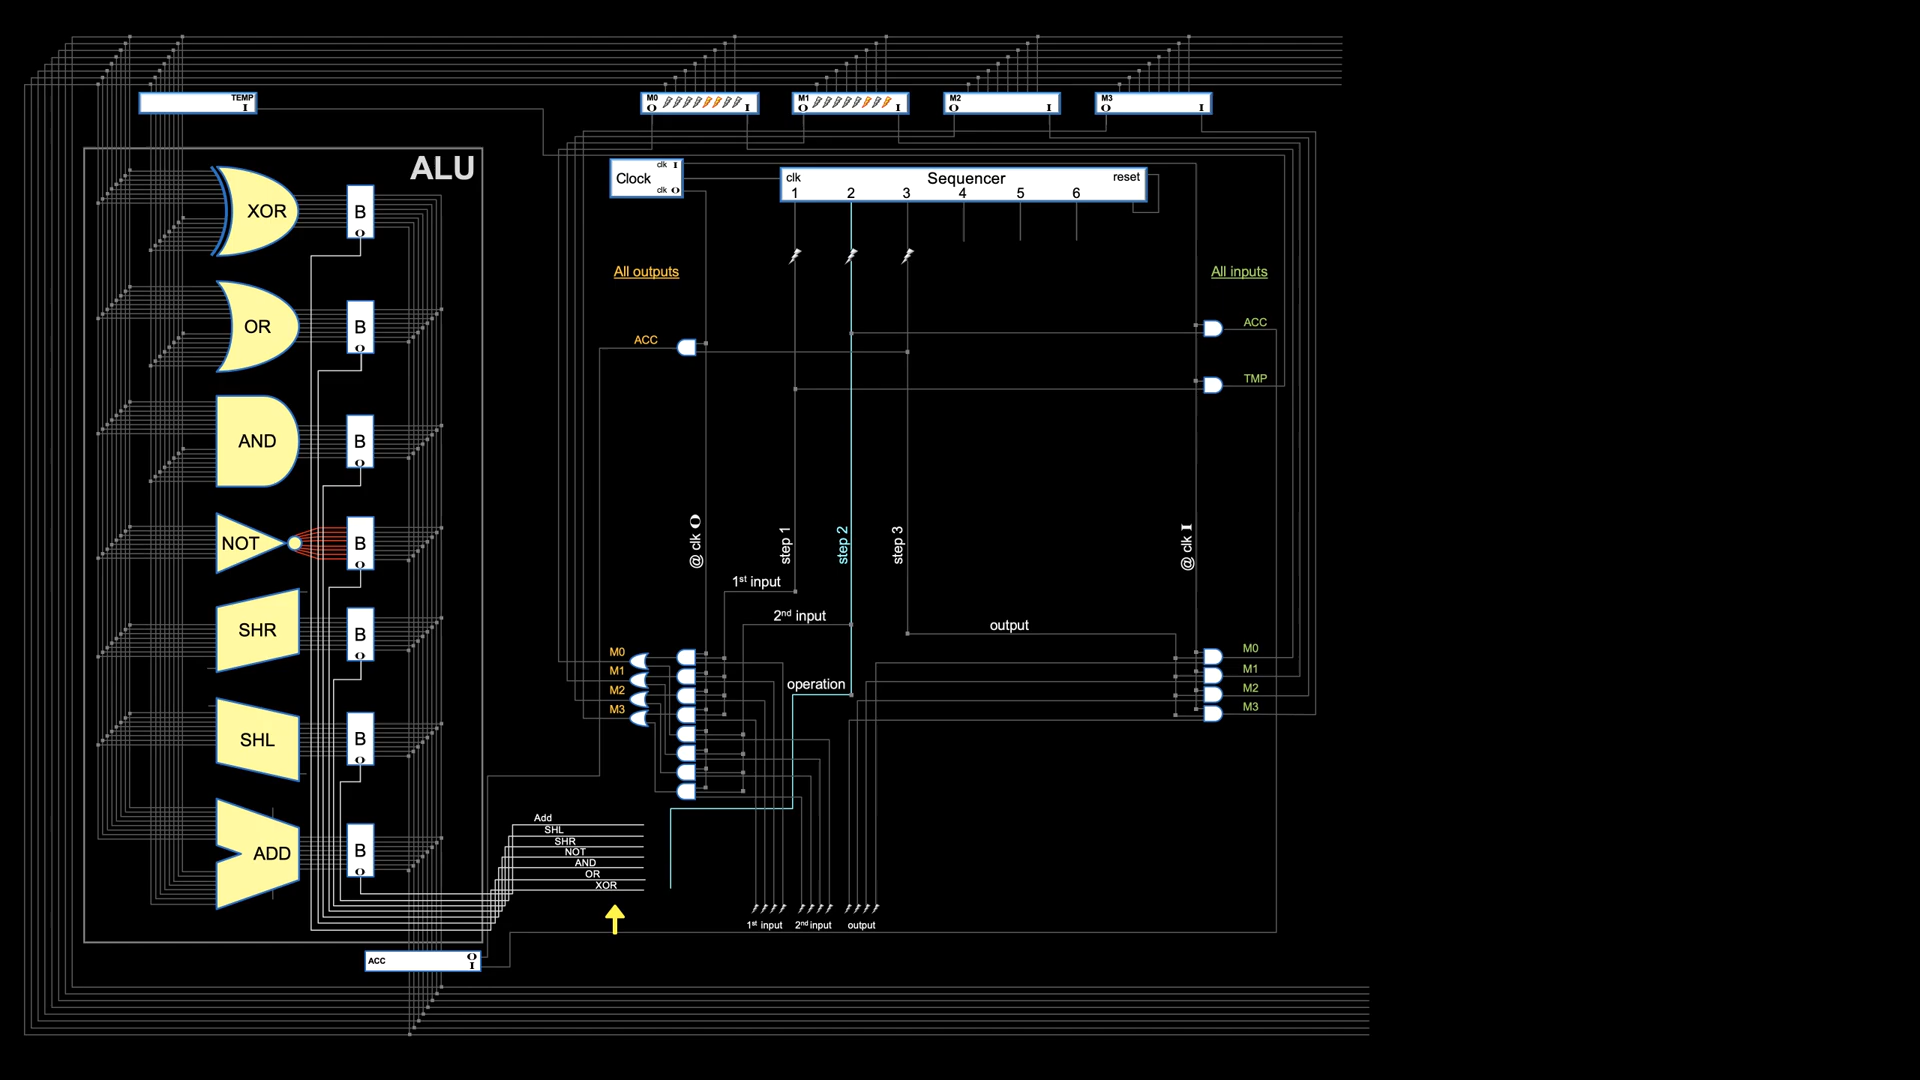 TEMP
I
M0
O I
M1
O I
M2
O I
M3
O I
ALU
Clock
clk I
clk O
clk Sequencer reset
1 2 3 4 5 6
XOR
B
O
All outputs
All inputs
OR
B
O
ACC
ACC
TMP
AND
B
O
@ clk O
step 1
step 2
step 3
@ clk I
NOT
B
O
1st input
2nd input
output
SHR
B
O
M0
M1
M2
M3
M0
M1
M2
M3
operation
SHL
B
O
ADD
B
O
Add
SHL
SHR
NOT
AND
OR
XOR
1st input 2nd input output
ACC O
I